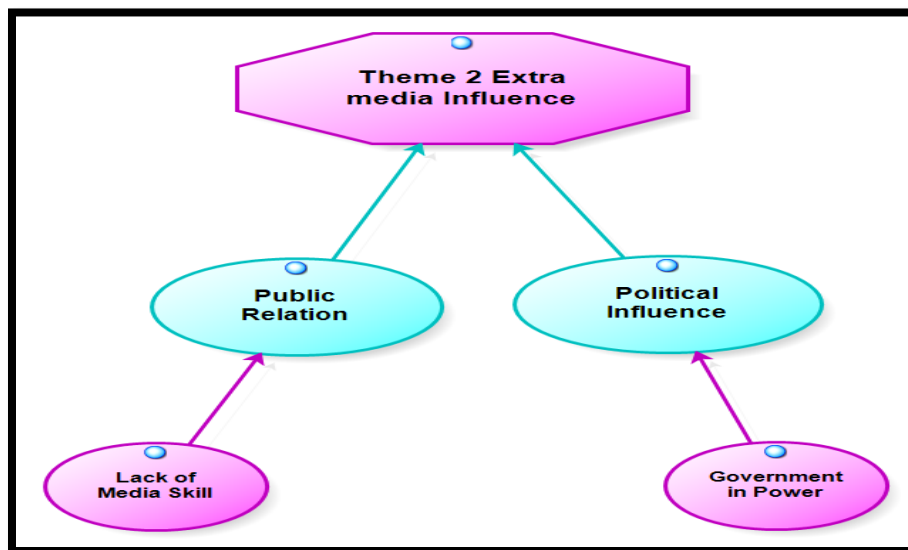 Theme 2 Extra
media Influence
Public
Relation
Political
Influence
Lack of
Media Skill
Government
in Power